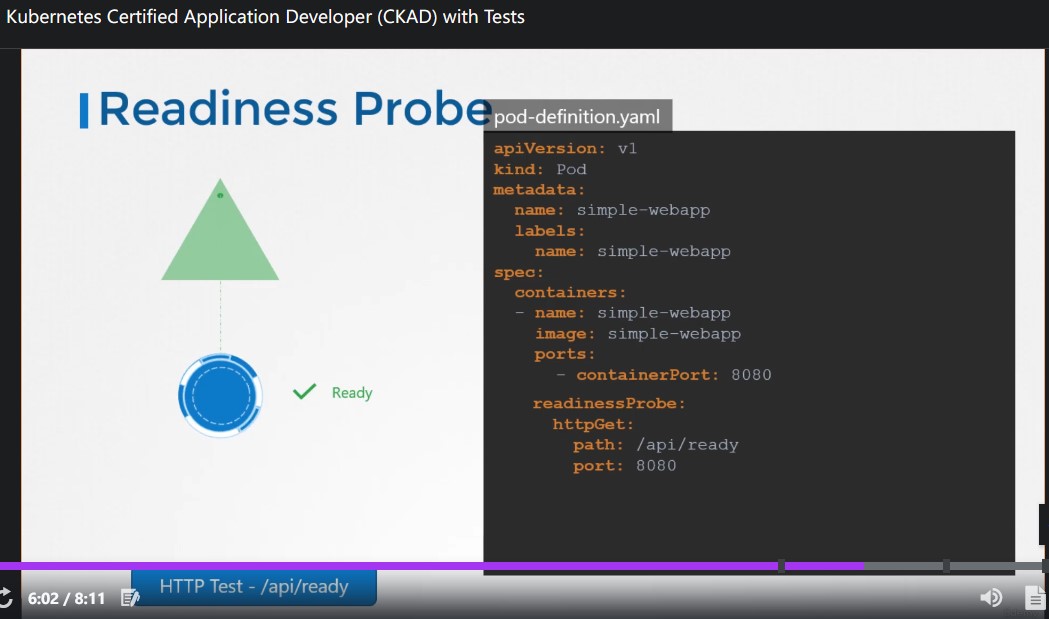 Kubernetes Certified Application Developer (CKAD) with Tests
Readiness Probe
pod-definition.yaml
apiVersion: v1
kind: Pod
metadata:
  name: simple-webapp
  labels:
    name: simple-webapp
spec:
  containers:
  - name: simple-webapp
    image: simple-webapp
    ports:
      - containerPort: 8080
    readinessProbe:
      httpGet:
        path: /api/ready
        port: 8080
Ready
HTTP Test - /api/ready
6:02 / 8:11